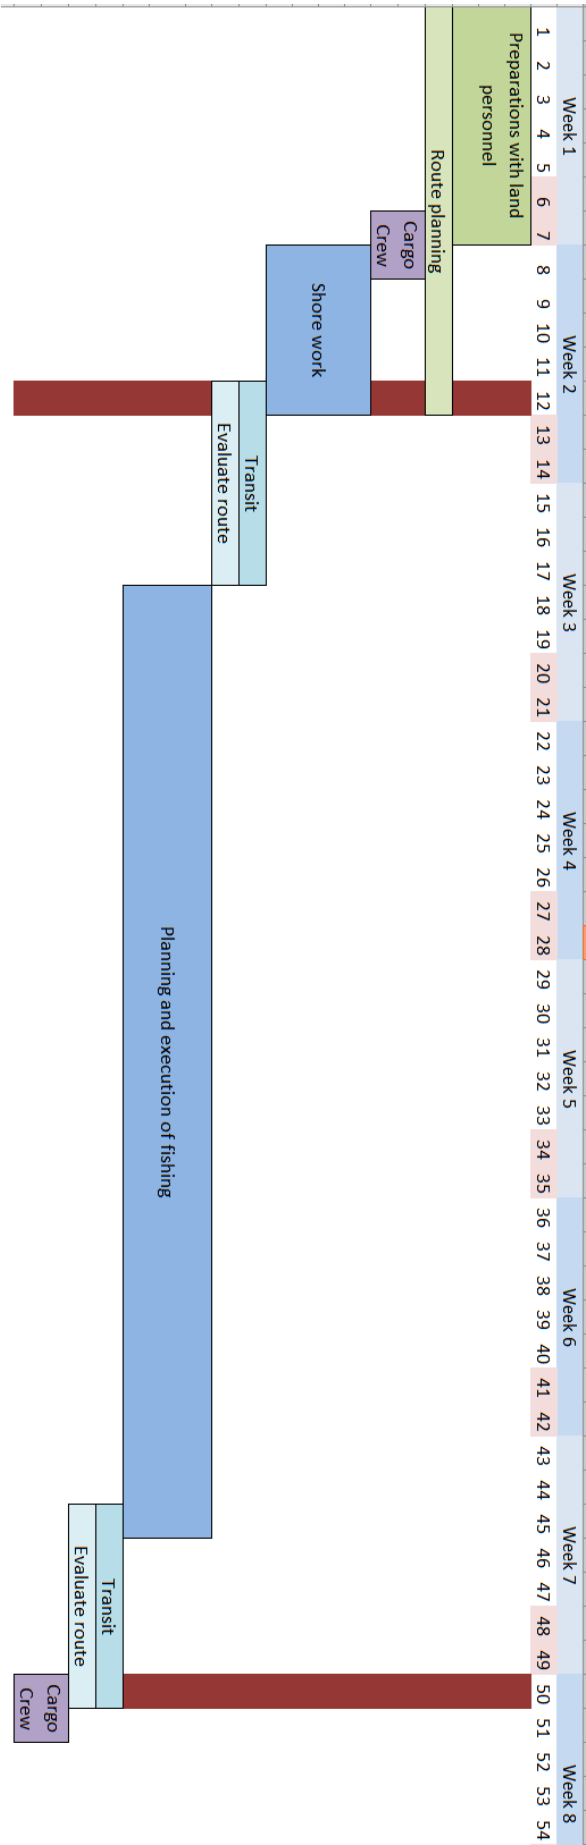 Week 1 Week 2 Week 3 Week 4 Week 5 Week 6 Week 7 Week 8
1 2 3 4 5 6 7 8 9 10 11 12 13 14 15 16 17 18 19 20 21 22 23 24 25 26 27 28 29 30 31 32 33 34 35 36 37 38 39 40 41 42 43 44 45 46 47 48 49 50 51 52 53 54
Preparations with land
personnel
Route planning
Cargo
Crew
Shore work
Transit
Evaluate route
Planning and execution of fishing
Transit
Evaluate route
Cargo
Crew